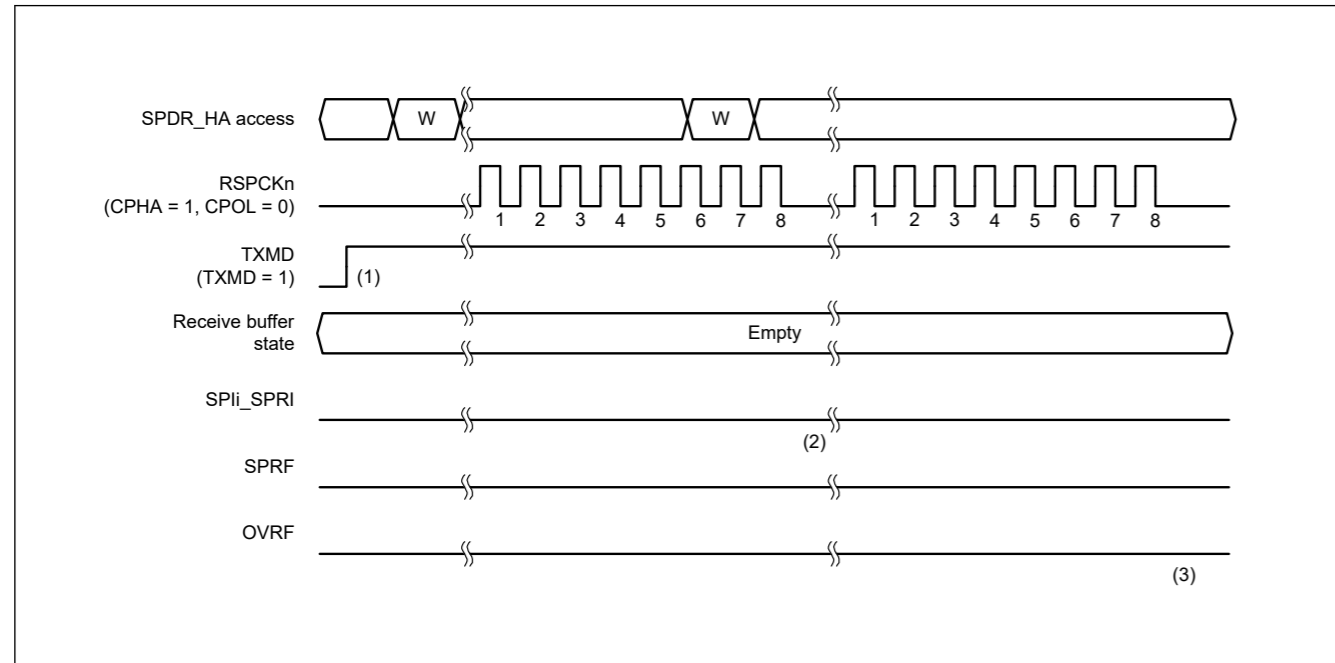 SPDR_HA access
W
W
RSPCKn
(CPHA = 1, CPOL = 0)
1 2 3 4 5 6 7 8
1 2 3 4 5 6 7 8
TXMD
(TXMD = 1)
(1)
Receive buffer
state
Empty
SPIi_SPRI
(2)
SPRF
OVRF
(3)